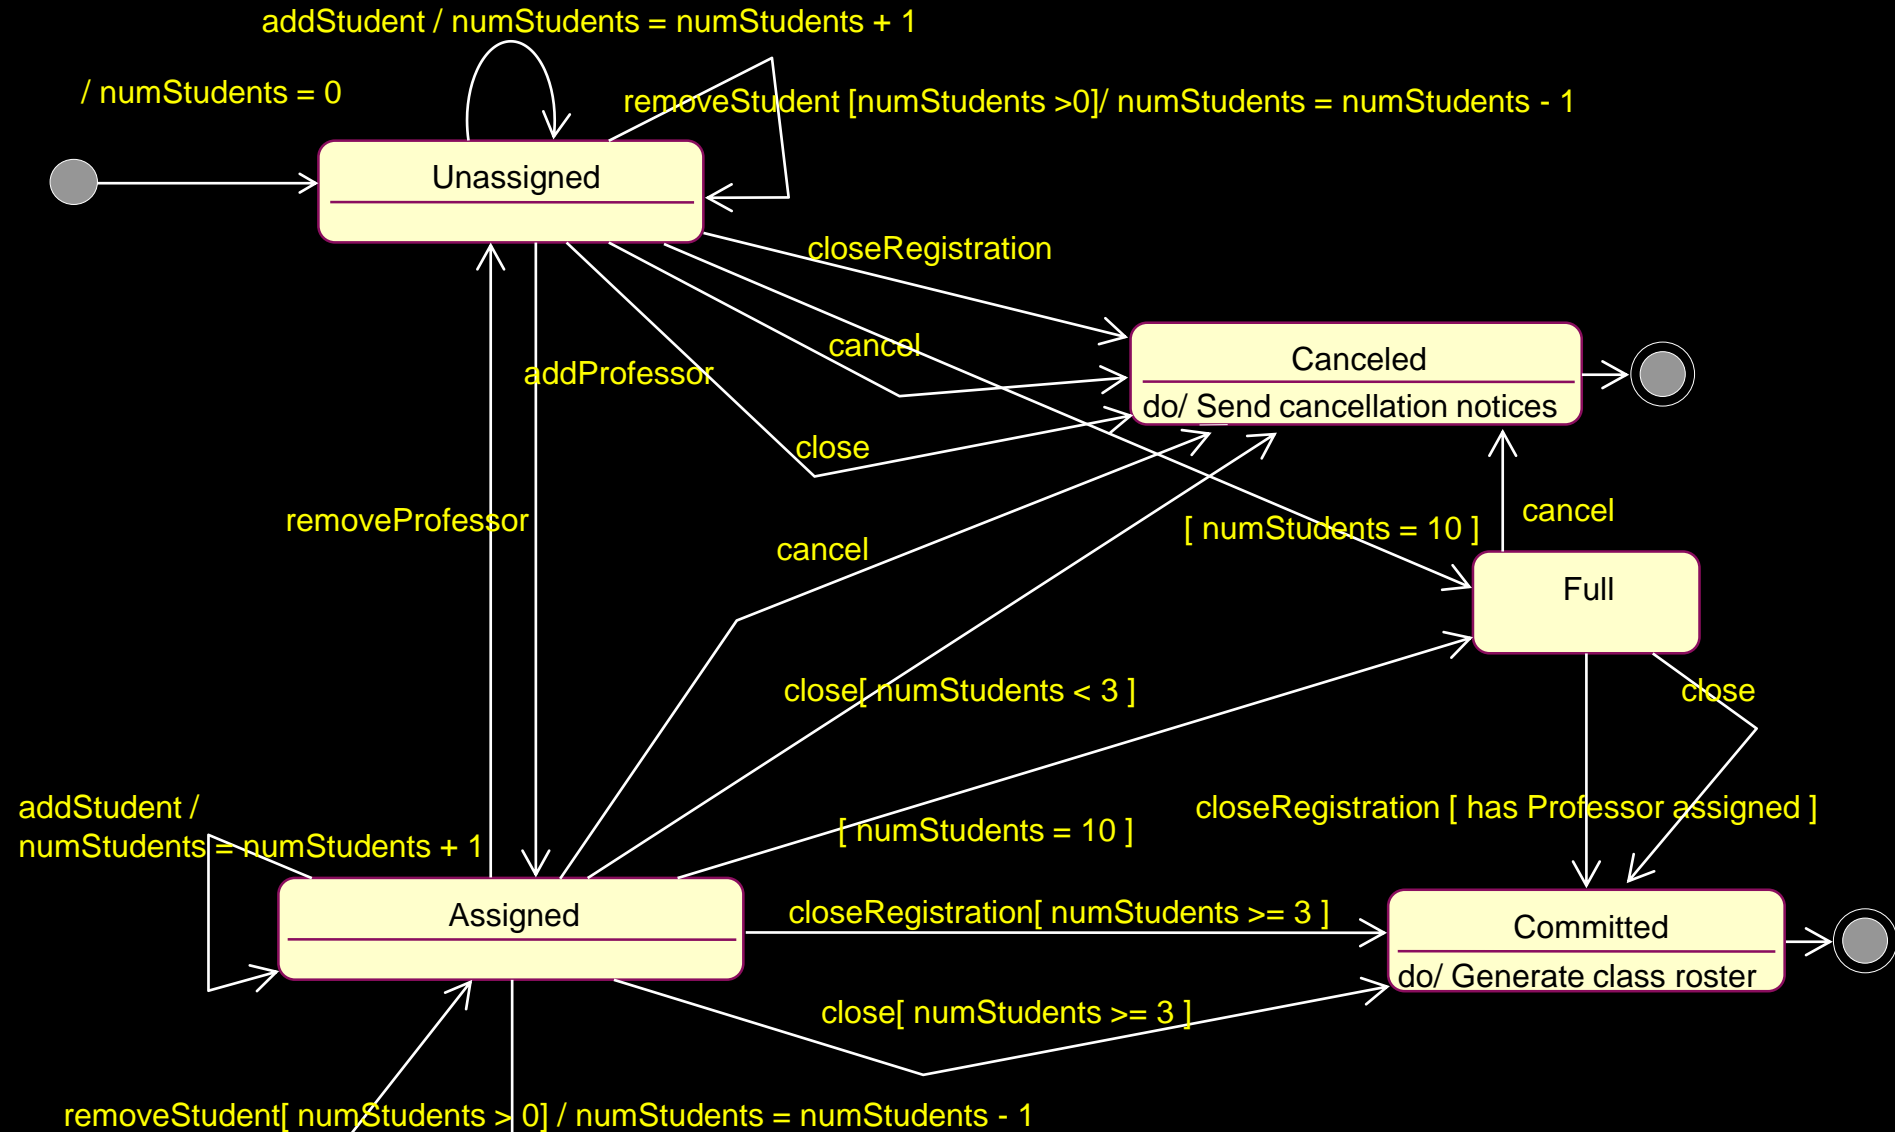 addStudent / numStudents = numStudents + 1
/ numStudents = 0
removeStudent [numStudents >0]/ numStudents = numStudents - 1
Unassigned
closeRegistration
cancel
Canceled
addProfessor
do/ Send cancellation notices
close
removeProfessor
cancel
[ numStudents = 10 ]
cancel
Full
close[ numStudents < 3 ]
close
addStudent /
numStudents = numStudents + 1
[ numStudents = 10 ]
closeRegistration [ has Professor assigned ]
Assigned
closeRegistration[ numStudents >= 3 ]
Committed
do/ Generate class roster
close[ numStudents >= 3 ]
removeStudent[ numStudents > 0] / numStudents = numStudents - 1